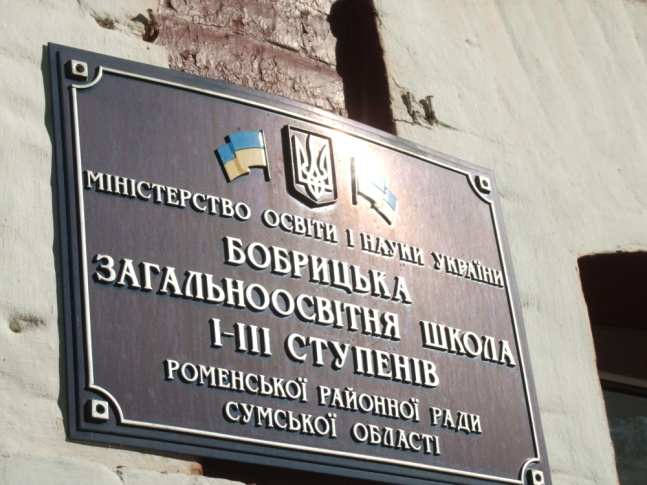 МІНІСТЕРСТВО ОСВІТИ І НАУКИ УКРАЇНИ
БОБРИЦЬКА
ЗАГАЛЬНООСВІТНЯ ШКОЛА
І-ІІІ СТУПЕНІВ
РОМЕНСЬКОЇ РАЙОННОЇ РАДИ
СУМСЬКОЇ ОБЛАСТІ